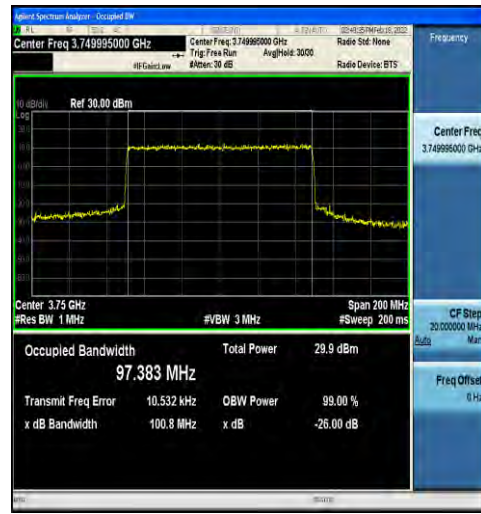 Agilent Spectrum Analyzer - Occupied BW
Center Freq 3.749995000 GHz
#IFGain:Low
Center Freq: 3.749995000 GHz
Trig: Free Run Avg|Hold: 30/30
#Atten: 30 dB
Radio Std: None
Radio Device: BTS
Frequency
10 dB/div Ref 30.00 dBm
Log
Center Freq
3.749995000 GHz
Center 3.75 GHz
Span 200 MHz
#Res BW 1 MHz
#VBW 3 MHz
#Sweep 200 ms
CF Step
20.000000 MHz
Auto Man
Occupied Bandwidth
97.383 MHz
Total Power 29.9 dBm
Transmit Freq Error 10.532 kHz
OBW Power 99.00 %
x dB Bandwidth 100.8 MHz
x dB -26.00 dB
Freq Offset
0 Hz